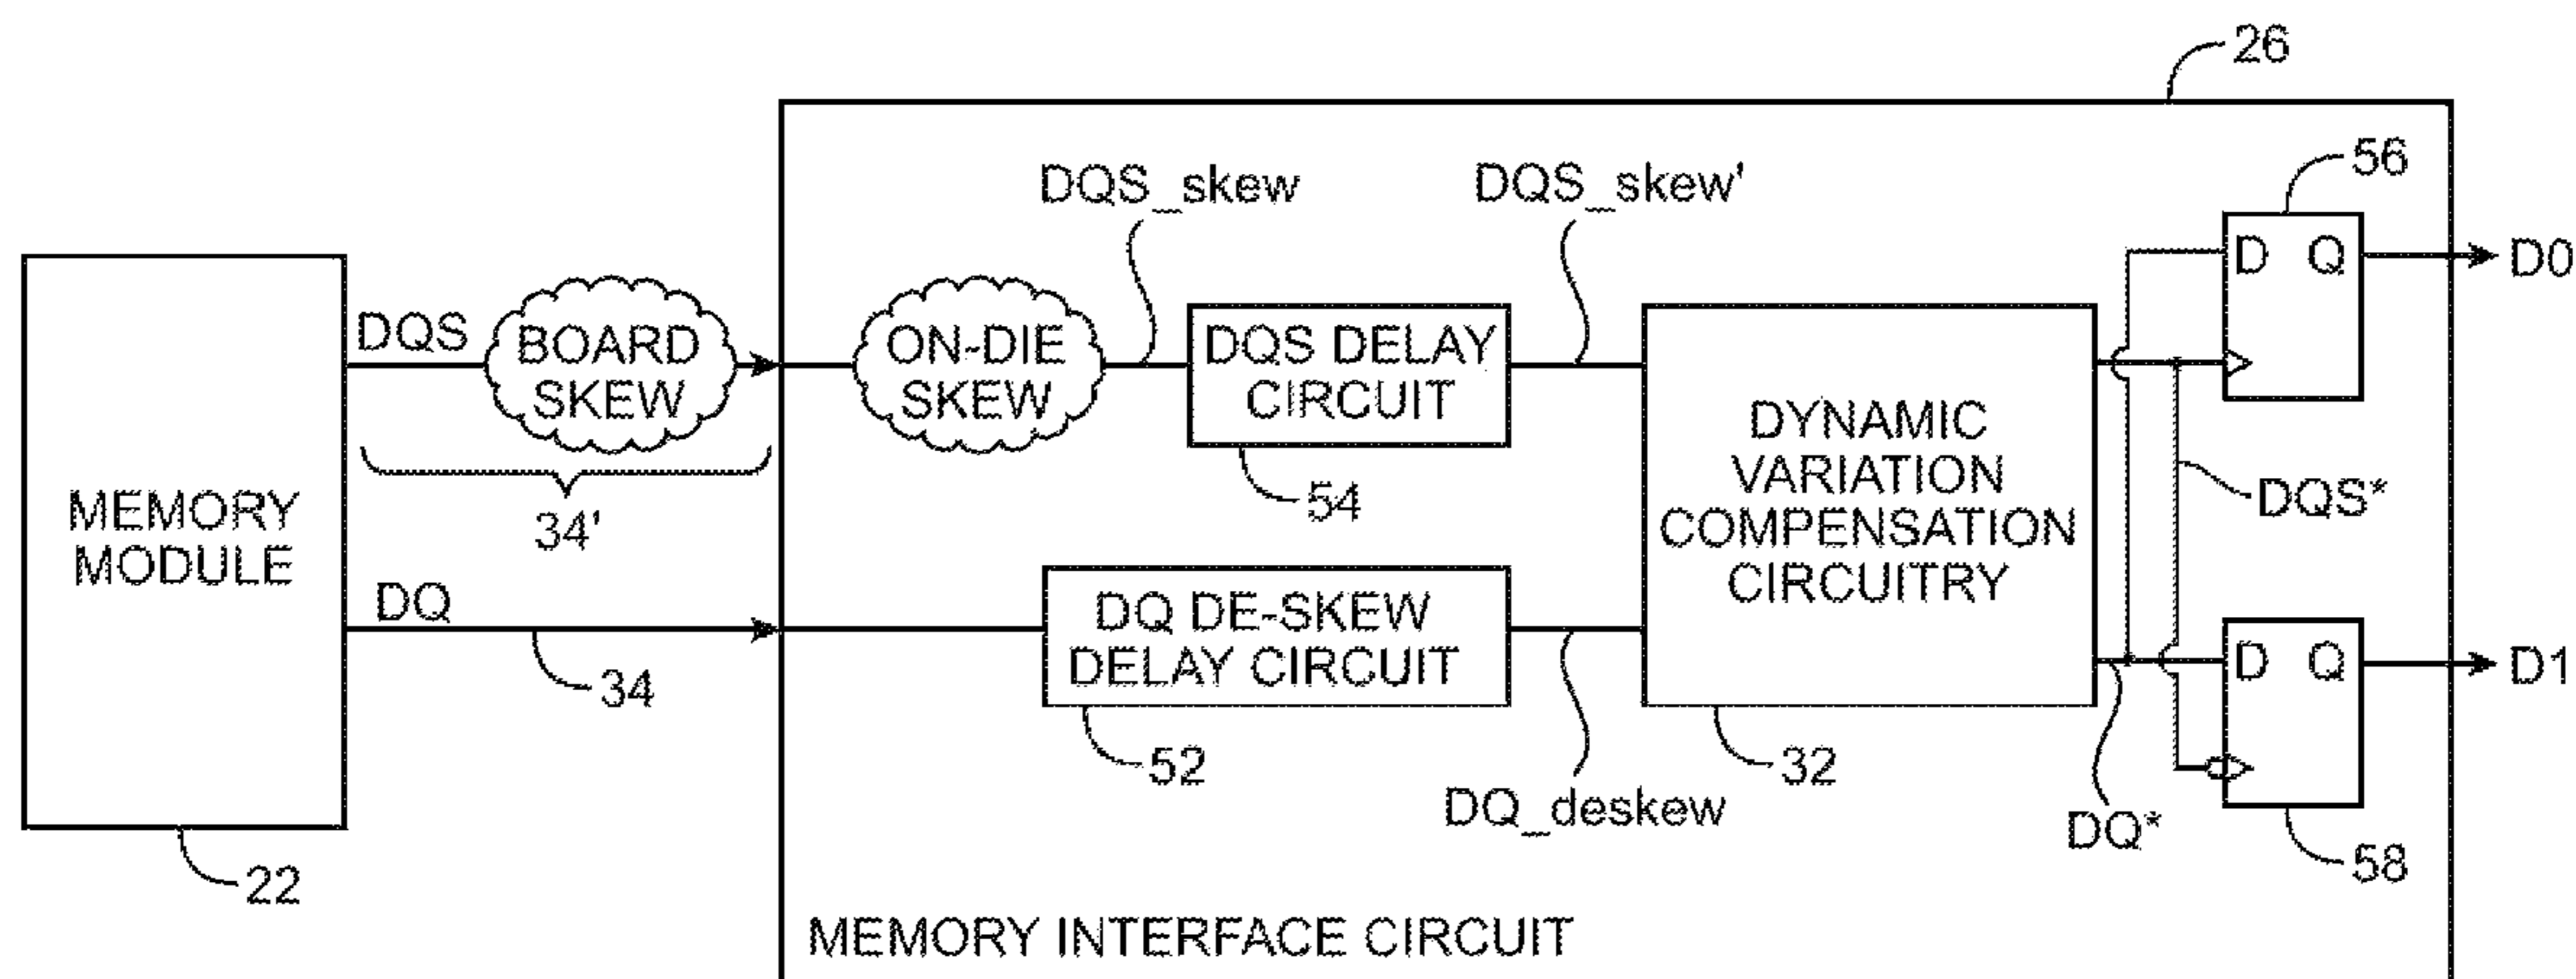 26
56
DQS_skew
DQS_skew'
D Q
D0
DQS
BOARD
SKEW
ON-DIE
SKEW
DQS DELAY
CIRCUIT
DYNAMIC
VARIATION
COMPENSATION
CIRCUITRY
MEMORY
MODULE
34'
54
DQS*
DQ
DQ DE-SKEW
DELAY CIRCUIT
D Q
D1
34
52
32
DQ_deskew
DQ*
58
22
MEMORY INTERFACE CIRCUIT